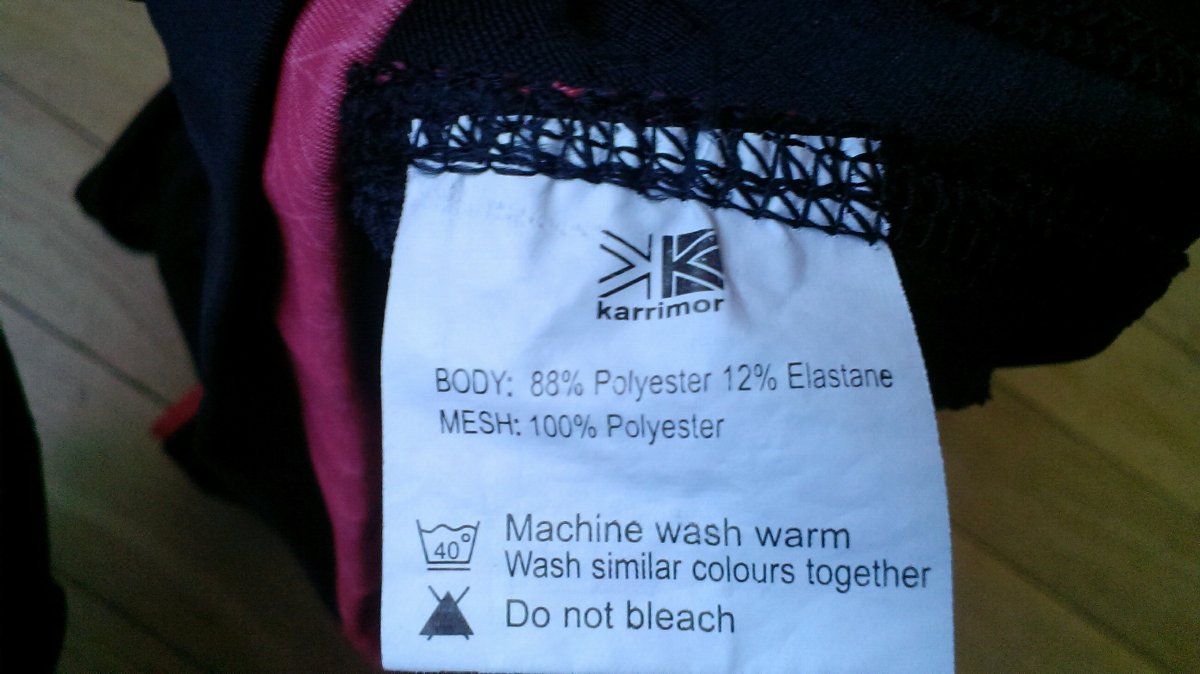 karrimor
BODY: 88% Polyester 12% Elastane
MESH: 100% Polyester
40° Machine wash warm
Wash similar colours together
Do not bleach